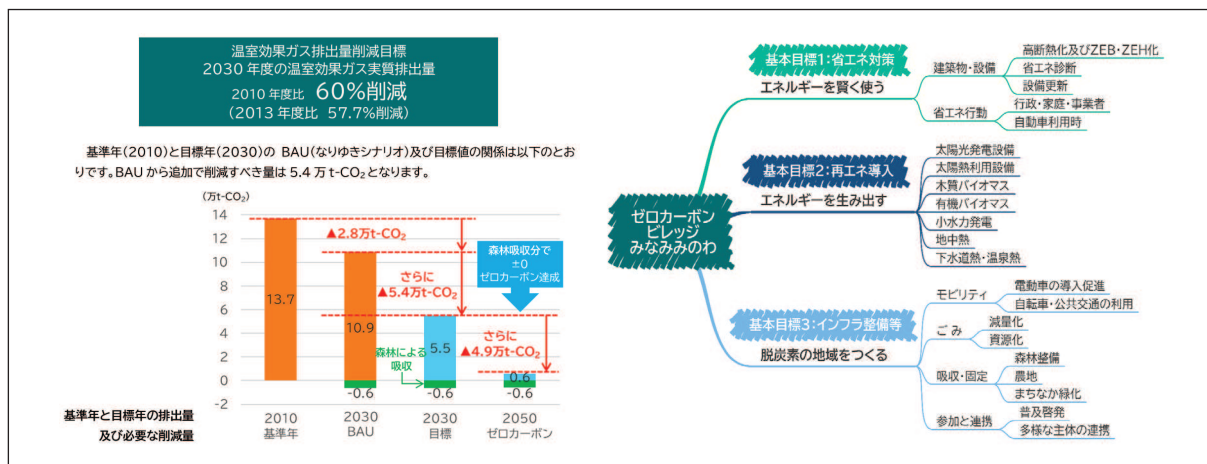 温室効果ガス排出量削減目標
2030年度の温室効果ガス実質排出量
2010年度比 60%削減
(2013年度比 57.7%削減)
基準年(2010)と目標年(2030)の BAU(なりゆきシナリオ)及び目標値の関係は以下のとお
りです。BAUから追加で削減すべき量は5.4万t-CO₂となります。
(万t-CO₂)
14
12
10
8
6
4
2
0
-2
13.7
10.9
5.5
0.6
-0.6
-0.6
-0.6
▲2.8万t-CO₂
さらに
▲5.4万t-CO₂
森林吸収分で
±0
ゼロカーボン達成
さらに
▲4.9万t-CO₂
森林による
吸収
2010
基準年
2030
BAU
2030
目標
2050
ゼロカーボン
基準年と目標年の排出量
及び必要な削減量
ゼロカーボン
ビレッジ
みなみみのわ
基本目標1:省エネ対策
エネルギーを賢く使う
建築物・設備
高断熱化及びZEB・ZEH化
省エネ診断
設備更新
省エネ行動
行政・家庭・事業者
自動車利用時
基本目標2:再エネ導入
エネルギーを生み出す
太陽光発電設備
太陽熱利用設備
木質バイオマス
有機バイオマス
小水力発電
地中熱
下水道熱・温泉熱
基本目標3:インフラ整備等
脱炭素の地域をつくる
モビリティ
電動車の導入促進
自転車・公共交通の利用
ごみ
減量化
資源化
吸収・固定
森林整備
農地
まちなか緑化
参加と連携
普及啓発
多様な主体の連携